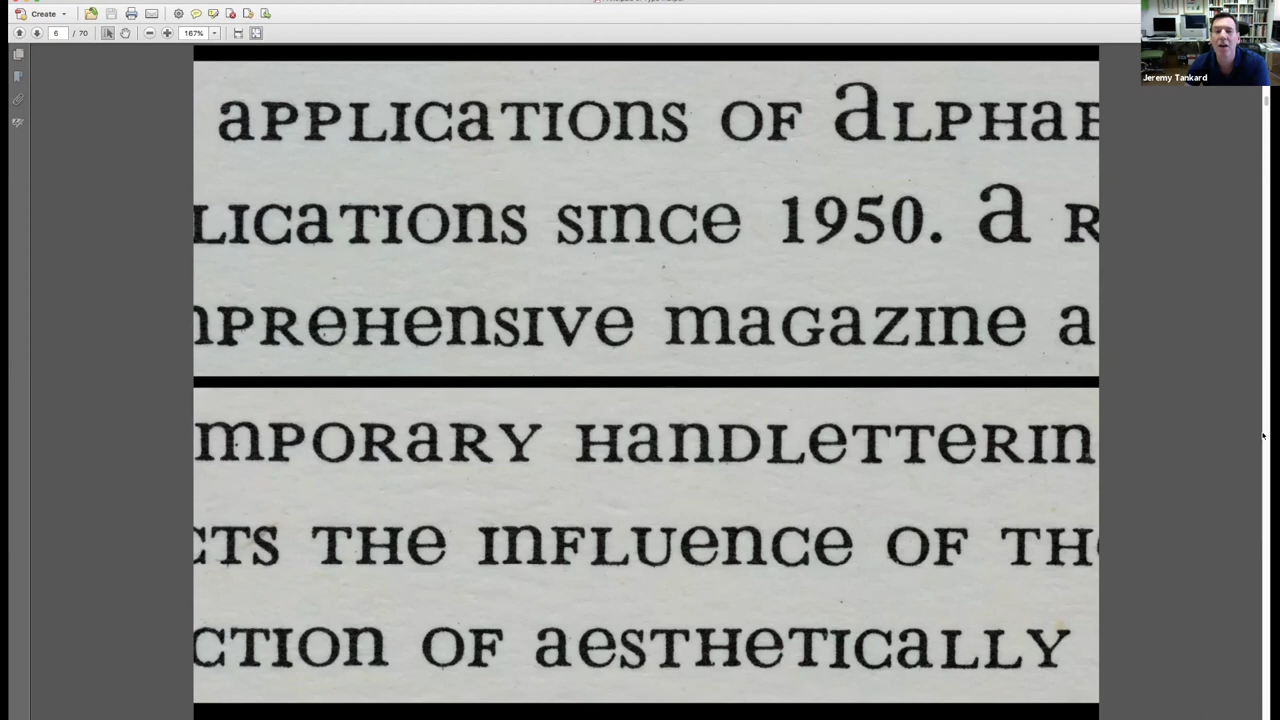 Create
6 / 70
167%
Jeremy Tankard
aPPLICaTIOnS OF aLPHaB
LICaTIOnS SInCe 1950. a R
mPReHenSIVe maGaZIne a
mPORaRY HanDLeTTeRIn
CTS THe InFLUenCe OF TH
CTIOn OF aeSTHeTICaLLY